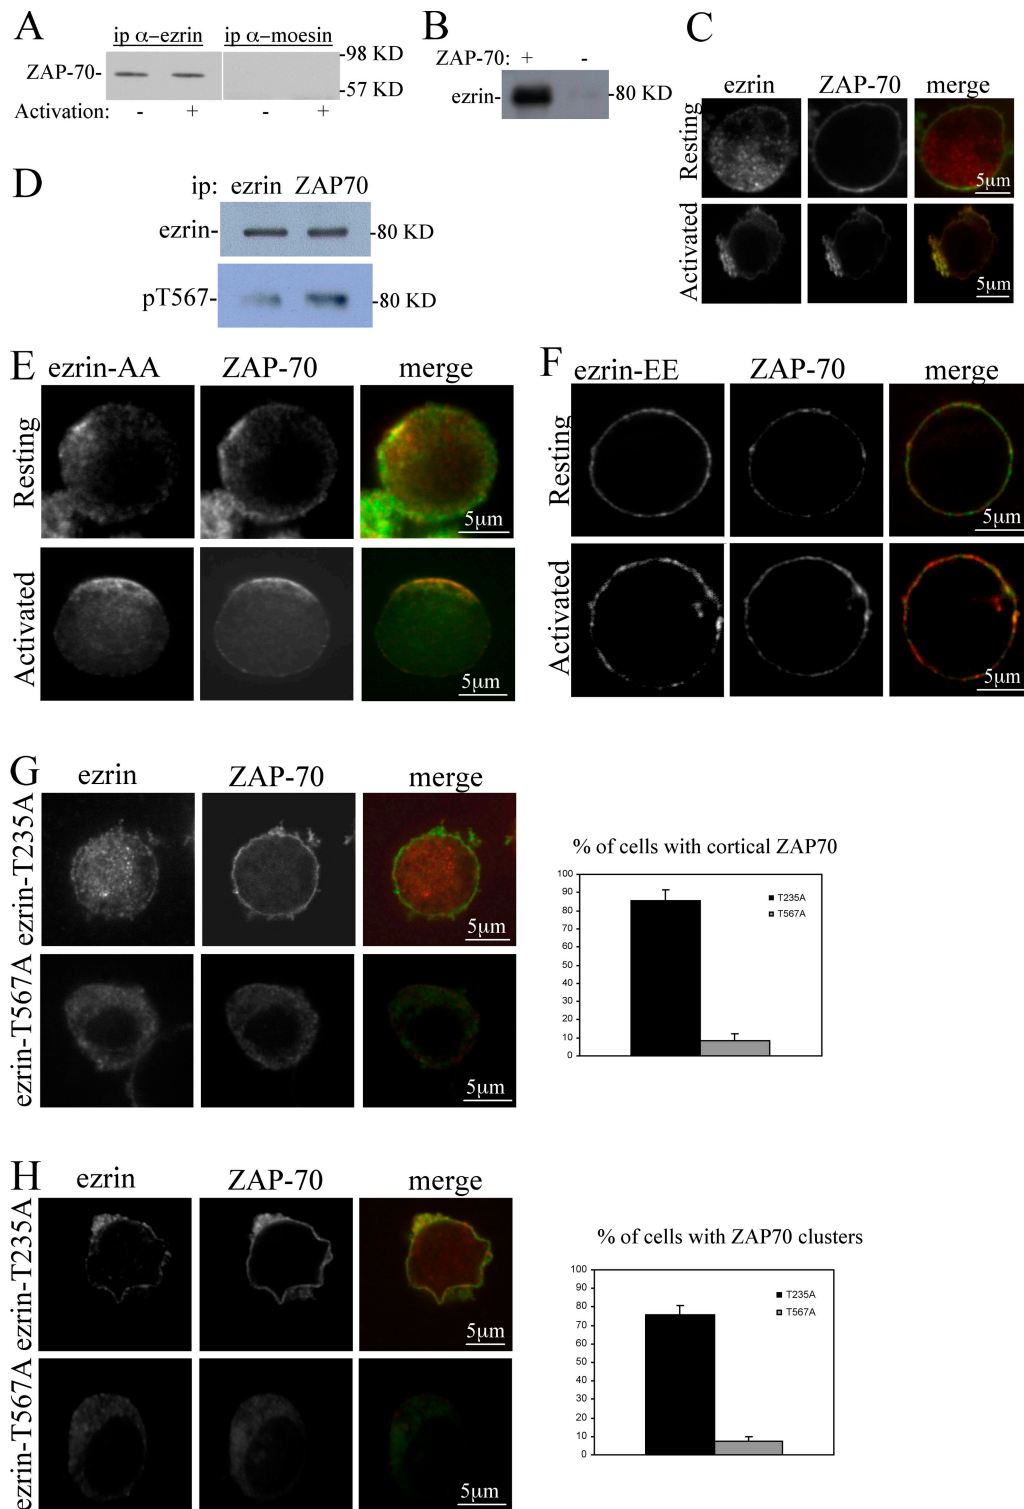 A
ip α-ezrin ip α-moesin
ZAP-70-
-98 KD
-57 KD
Activation: - + - +
B
ZAP-70: + -
ezrin-
-80 KD
C
ezrin ZAP-70 merge
Resting
5μm
Activated
5μm
D
ip: ezrin ZAP70
ezrin-
-80 KD
pT567-
-80 KD
E
ezrin-AA ZAP-70 merge
Resting
5μm
Activated
5μm
F
ezrin-EE ZAP-70 merge
Resting
5μm
Activated
5μm
G
ezrin ZAP-70 merge
ezrin-T235A
5μm
ezrin-T567A
5μm
% of cells with cortical ZAP70
100
90
80
70
60
50
40
30
20
10
0
T235A
T567A
H
ezrin ZAP-70 merge
ezrin-T235A
5μm
ezrin-T567A
5μm
% of cells with ZAP70 clusters
100
90
80
70
60
50
40
30
20
10
0
T235A
T567A